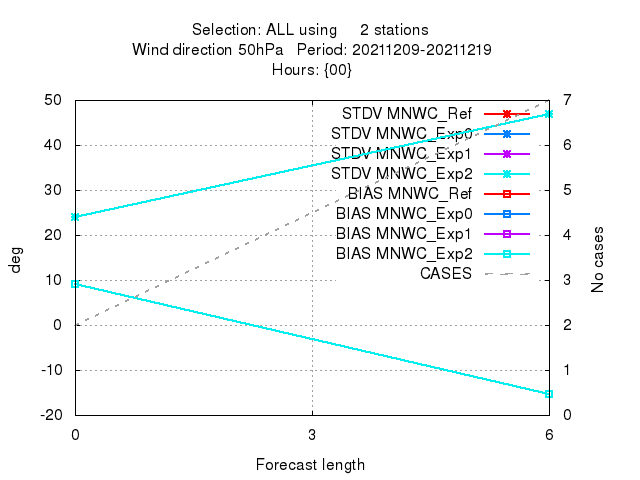 Selection: ALL using 2 stations
Wind direction 50hPa Period: 20211209-20211219
Hours: {00}
50
40
30
20
10
0
-10
-20
deg
7
6
5
4
3
2
1
0
No cases
STDV MNWC_Ref
STDV MNWC_Exp0
STDV MNWC_Exp1
STDV MNWC_Exp2
BIAS MNWC_Ref
BIAS MNWC_Exp0
BIAS MNWC_Exp1
BIAS MNWC_Exp2
CASES
0 3 6
Forecast length